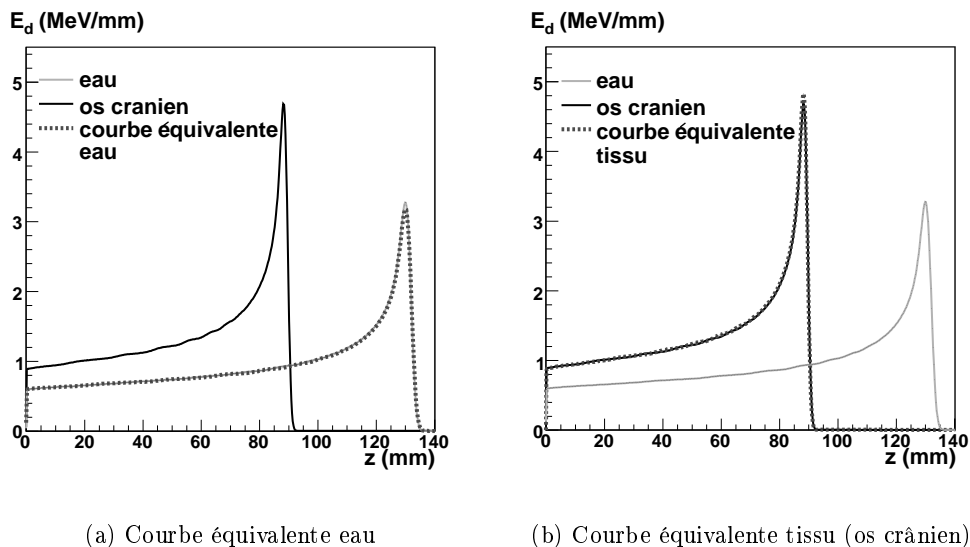 E_d (MeV/mm)
5
4
3
2
1
0
eau
os cranien
courbe équivalente
eau
0 20 40 60 80 100 120 140
z (mm)
(a) Courbe équivalente eau
E_d (MeV/mm)
5
4
3
2
1
0
eau
os cranien
courbe équivalente
tissu
0 20 40 60 80 100 120 140
z (mm)
(b) Courbe équivalente tissu (os crânien)